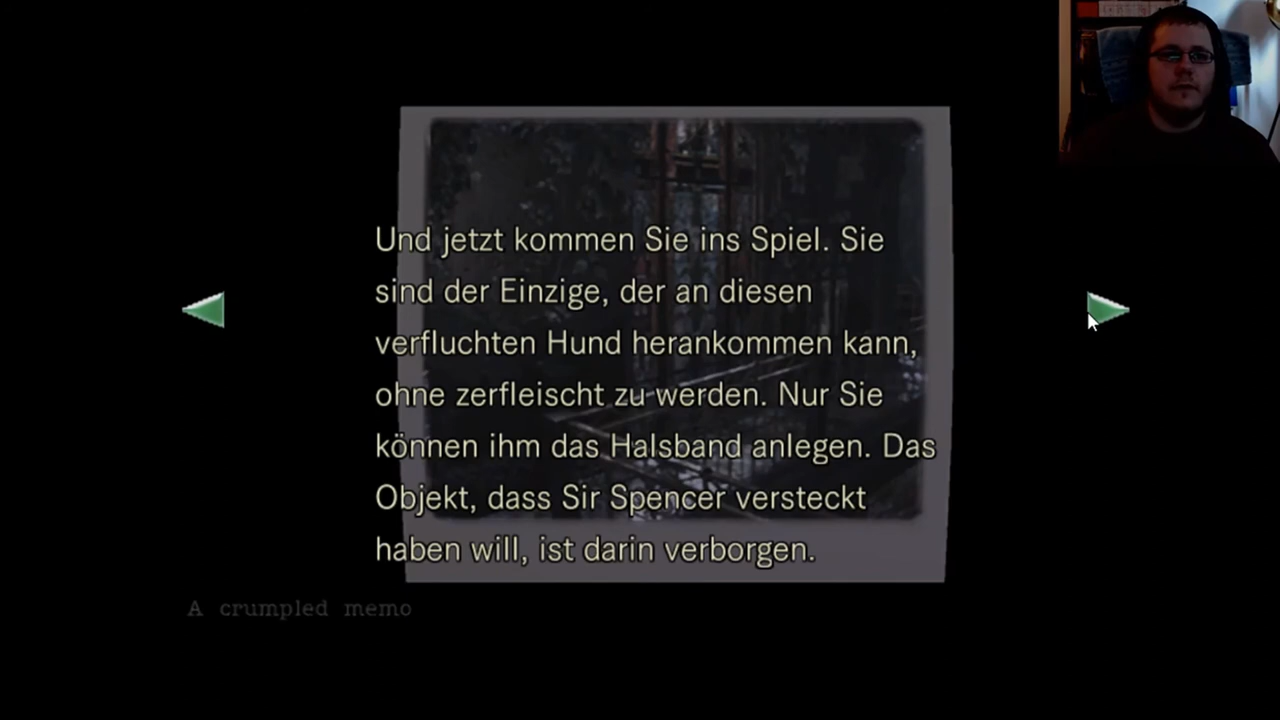 Und jetzt kommen Sie ins Spiel. Sie
sind der Einzige, der an diesen
verfluchten Hund herankommen kann,
ohne zerfleischt zu werden. Nur Sie
können ihm das Halsband anlegen. Das
Objekt, dass Sir Spencer versteckt
haben will, ist darin verborgen.
A crumpled memo